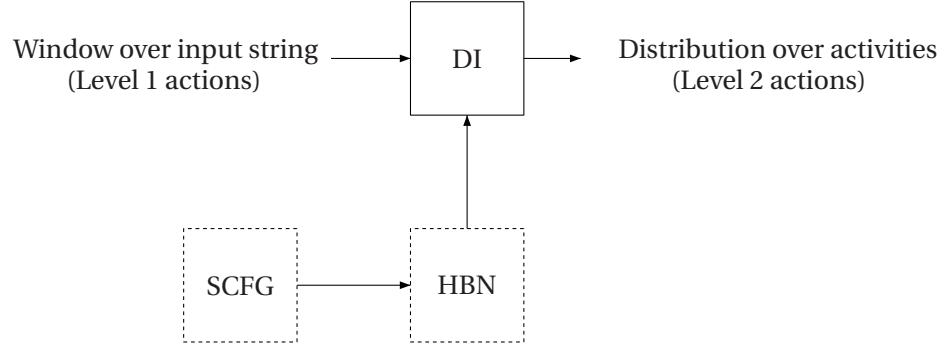 Window over input string
(Level 1 actions)
DI
Distribution over activities
(Level 2 actions)
SCFG
HBN